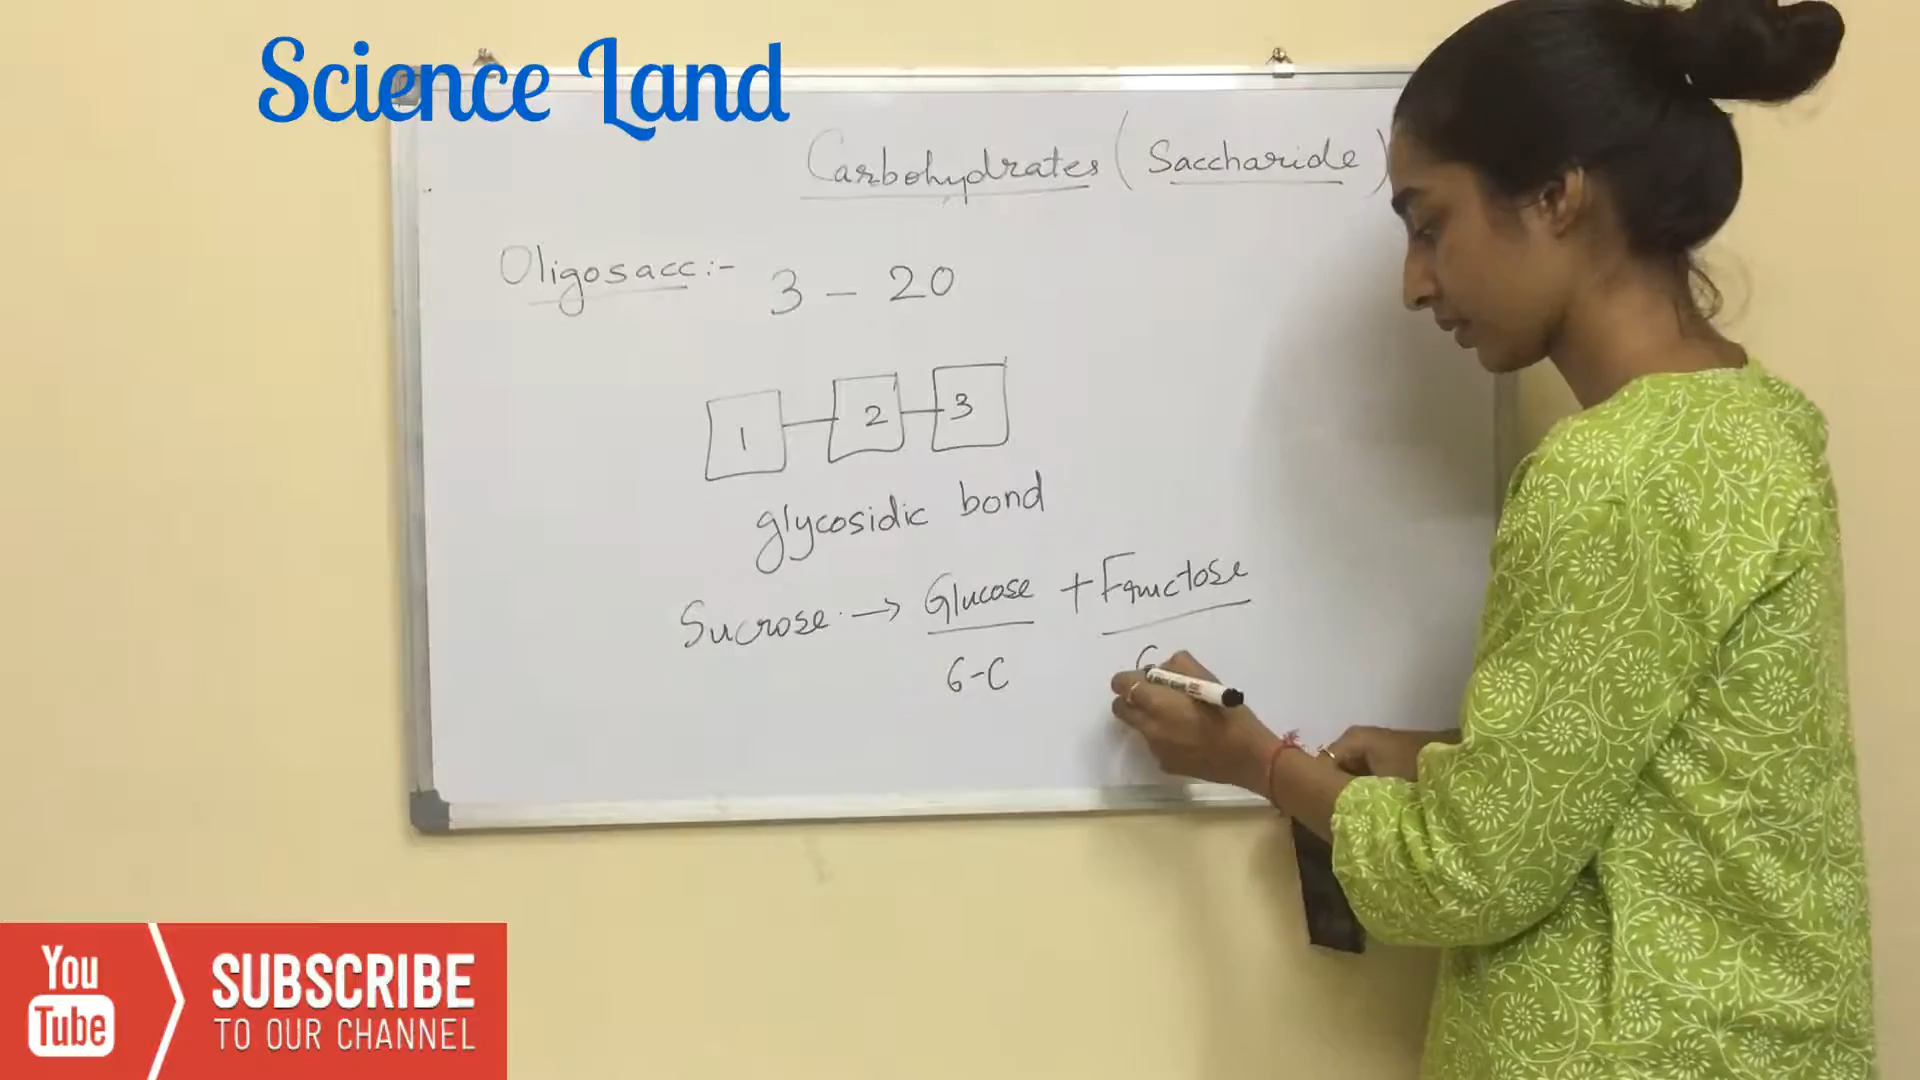 Science Land
Carbohydrates (Saccharide)
Oligosacc:- 3 - 20
1 2 3
glycosidic bond
Sucrose → Glucose + Fructose
6-C 6
You Tube
SUBSCRIBE
TO OUR CHANNEL